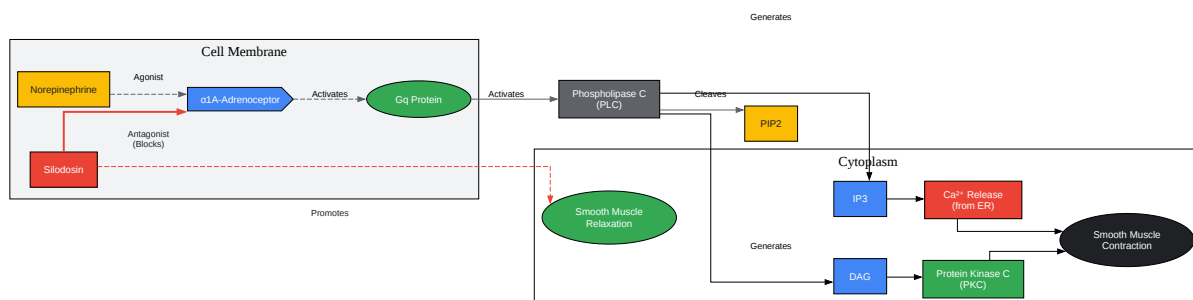 Generates
Cell Membrane
Norepinephrine
Agonist
α1A-Adrenoceptor
Activates
Gq Protein
Activates
Phospholipase C
(PLC)
Cleaves
PIP2
Antagonist
(Blocks)
Silodosin
Promotes
Smooth Muscle
Relaxation
Cytoplasm
IP3
Ca²⁺ Release
(from ER)
Smooth Muscle
Contraction
Generates
DAG
Protein Kinase C
(PKC)